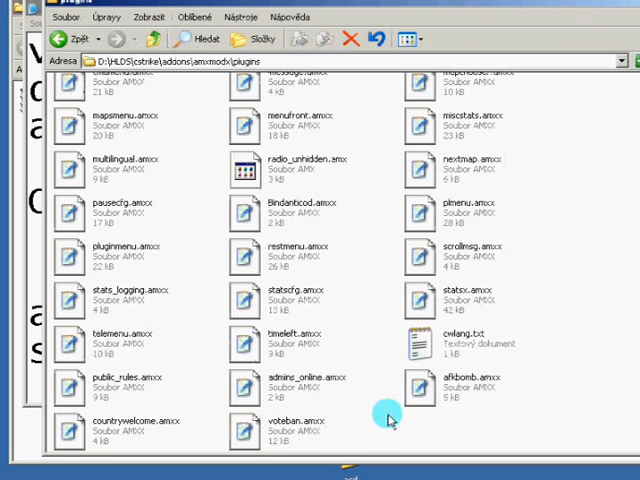 plugins
Soubor Úpravy Zobrazit Oblíbené Nástroje Nápověda
Zpět Hledat Složky
Adresa D:\HLDS\cstrike\addons\amxmodx\plugins
Soubor AMXX Soubor AMXX Soubor AMXX
21 kB 4 kB 10 kB
mapsmenu.amxx menufront.amxx miscstats.amxx
Soubor AMXX Soubor AMXX Soubor AMXX
20 kB 18 kB 23 kB
multilingual.amxx radio_unhidden.amx nextmap.amxx
Soubor AMXX Soubor AMX Soubor AMXX
9 kB 3 kB 6 kB
pausecfg.amxx Bindanticod.amxx plmenu.amxx
Soubor AMXX Soubor AMXX Soubor AMXX
17 kB 2 kB 28 kB
pluginmenu.amxx restmenu.amxx scrollmsg.amxx
Soubor AMXX Soubor AMXX Soubor AMXX
22 kB 26 kB 4 kB
stats_logging.amxx statscfg.amxx statsx.amxx
Soubor AMXX Soubor AMXX Soubor AMXX
4 kB 13 kB 42 kB
telemenu.amxx timeleft.amxx cwlang.txt
Soubor AMXX Soubor AMXX Textový dokument
10 kB 9 kB 1 kB
public_rules.amxx admins_online.amxx afkbomb.amxx
Soubor AMXX Soubor AMXX Soubor AMXX
4 kB 2 kB 5 kB
countrywelcome.amxx voteban.amxx
Soubor AMXX Soubor AMXX
4 kB 12 kB